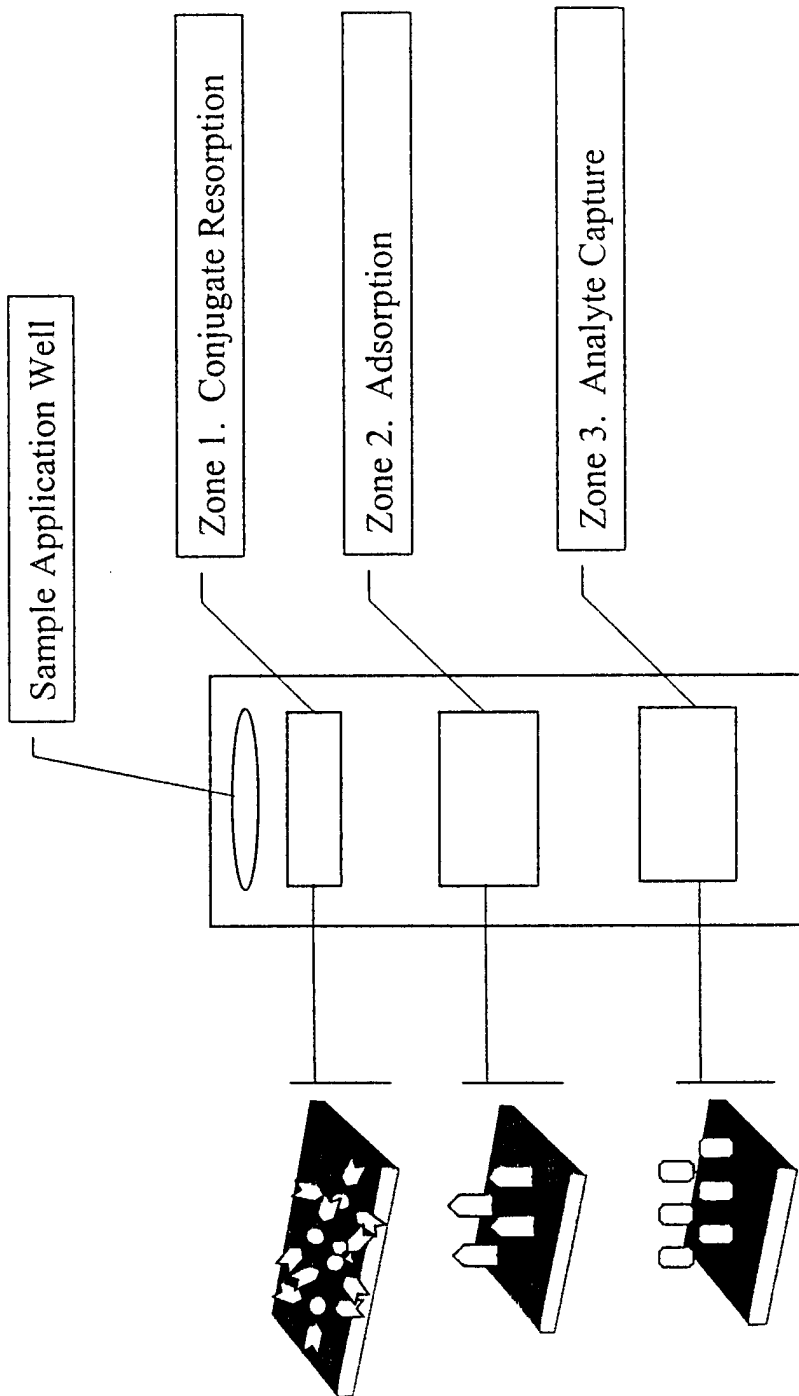 Sample Application Well
Zone 1. Conjugate Resorption
Zone 2. Adsorption
Zone 3. Analyte Capture